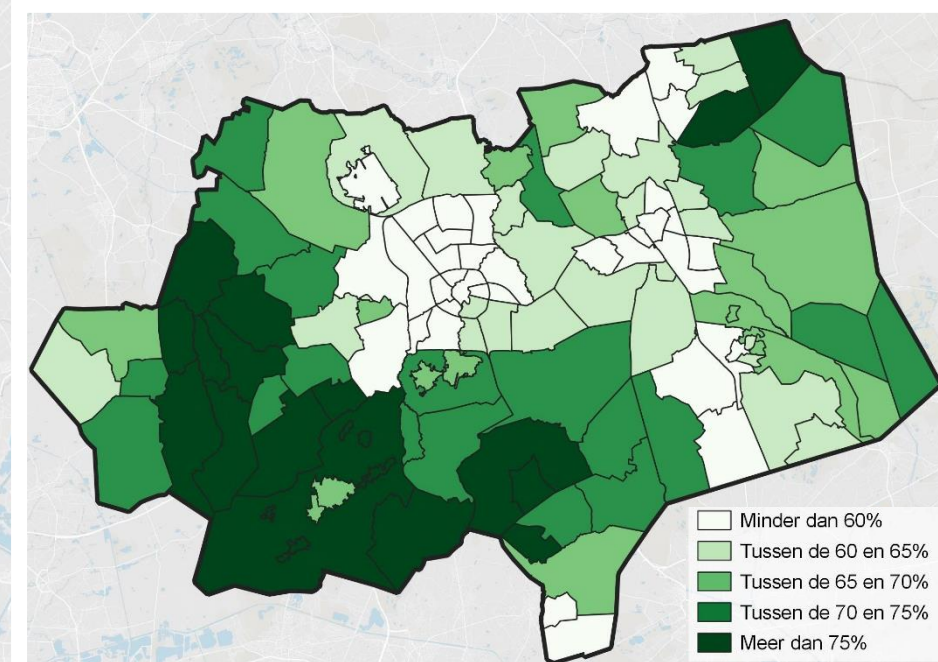 Minder dan 60%
Tussen de 60 en 65%
Tussen de 65 en 70%
Tussen de 70 en 75%
Meer dan 75%